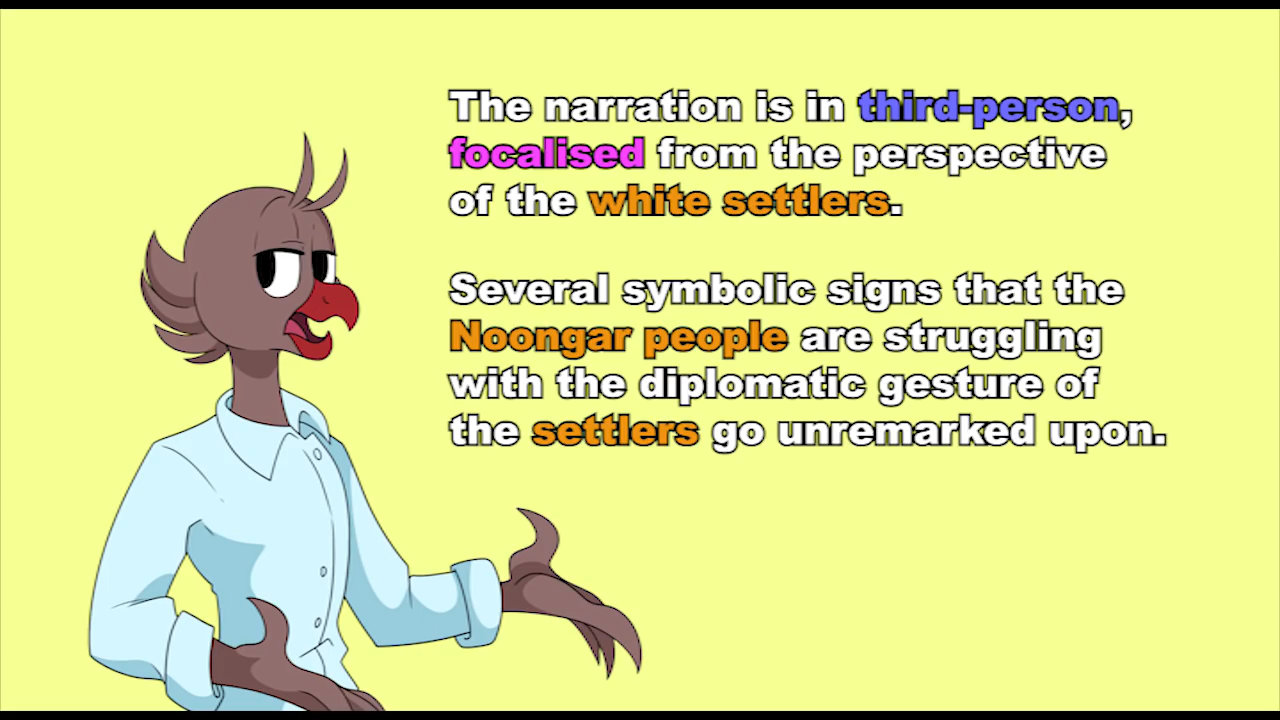 The narration is in third-person,
focalised from the perspective
of the white settlers.
Several symbolic signs that the
Noongar people are struggling
with the diplomatic gesture of
the settlers go unremarked upon.